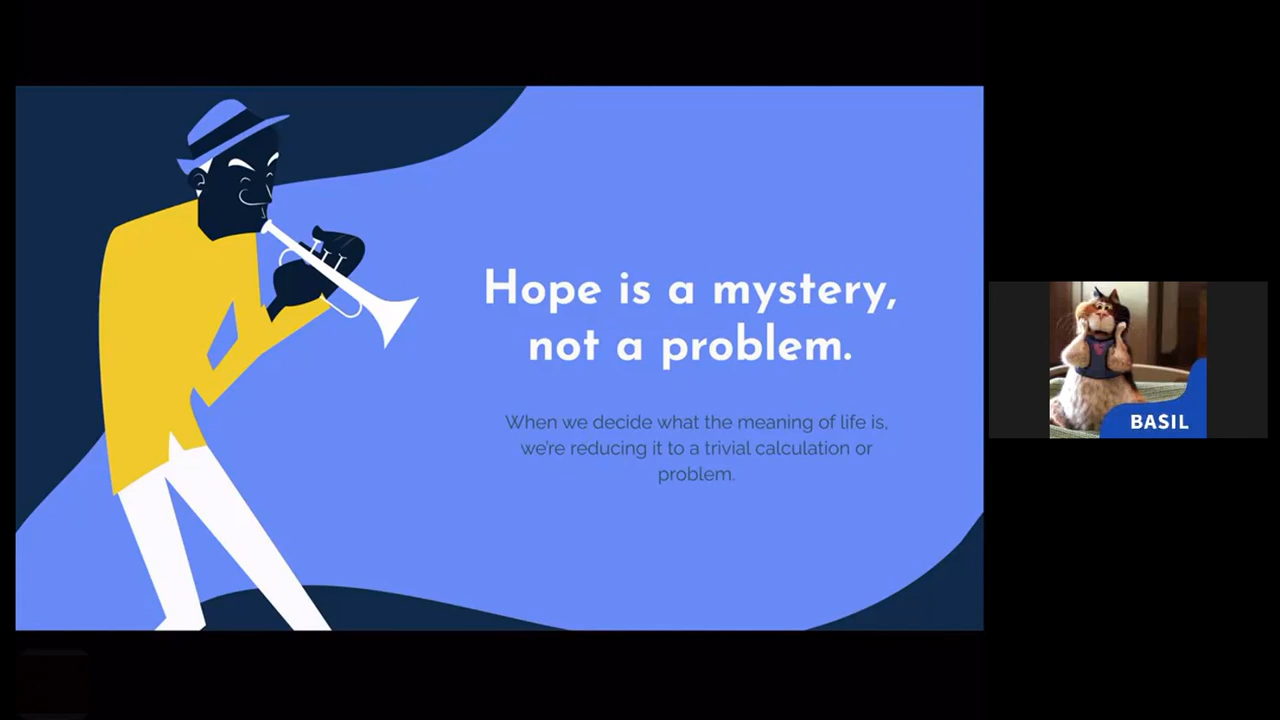 Hope is a mystery,
not a problem.
When we decide what the meaning of life is,
we're reducing it to a trivial calculation or
problem.
BASIL